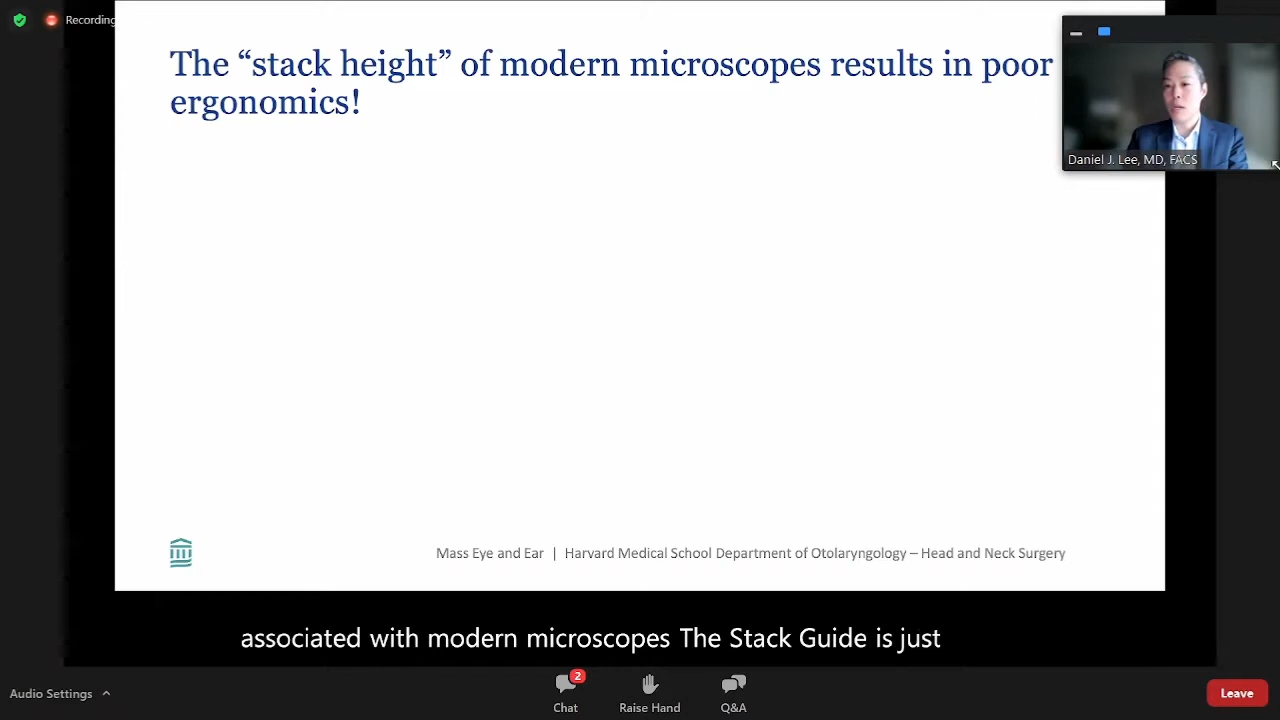 Recording
The “stack height” of modern microscopes results in poor
ergonomics!
Daniel J. Lee, MD, FACS
Mass Eye and Ear | Harvard Medical School Department of Otolaryngology – Head and Neck Surgery
associated with modern microscopes The Stack Guide is just
Audio Settings
2
Chat
Raise Hand
Q&A
Leave